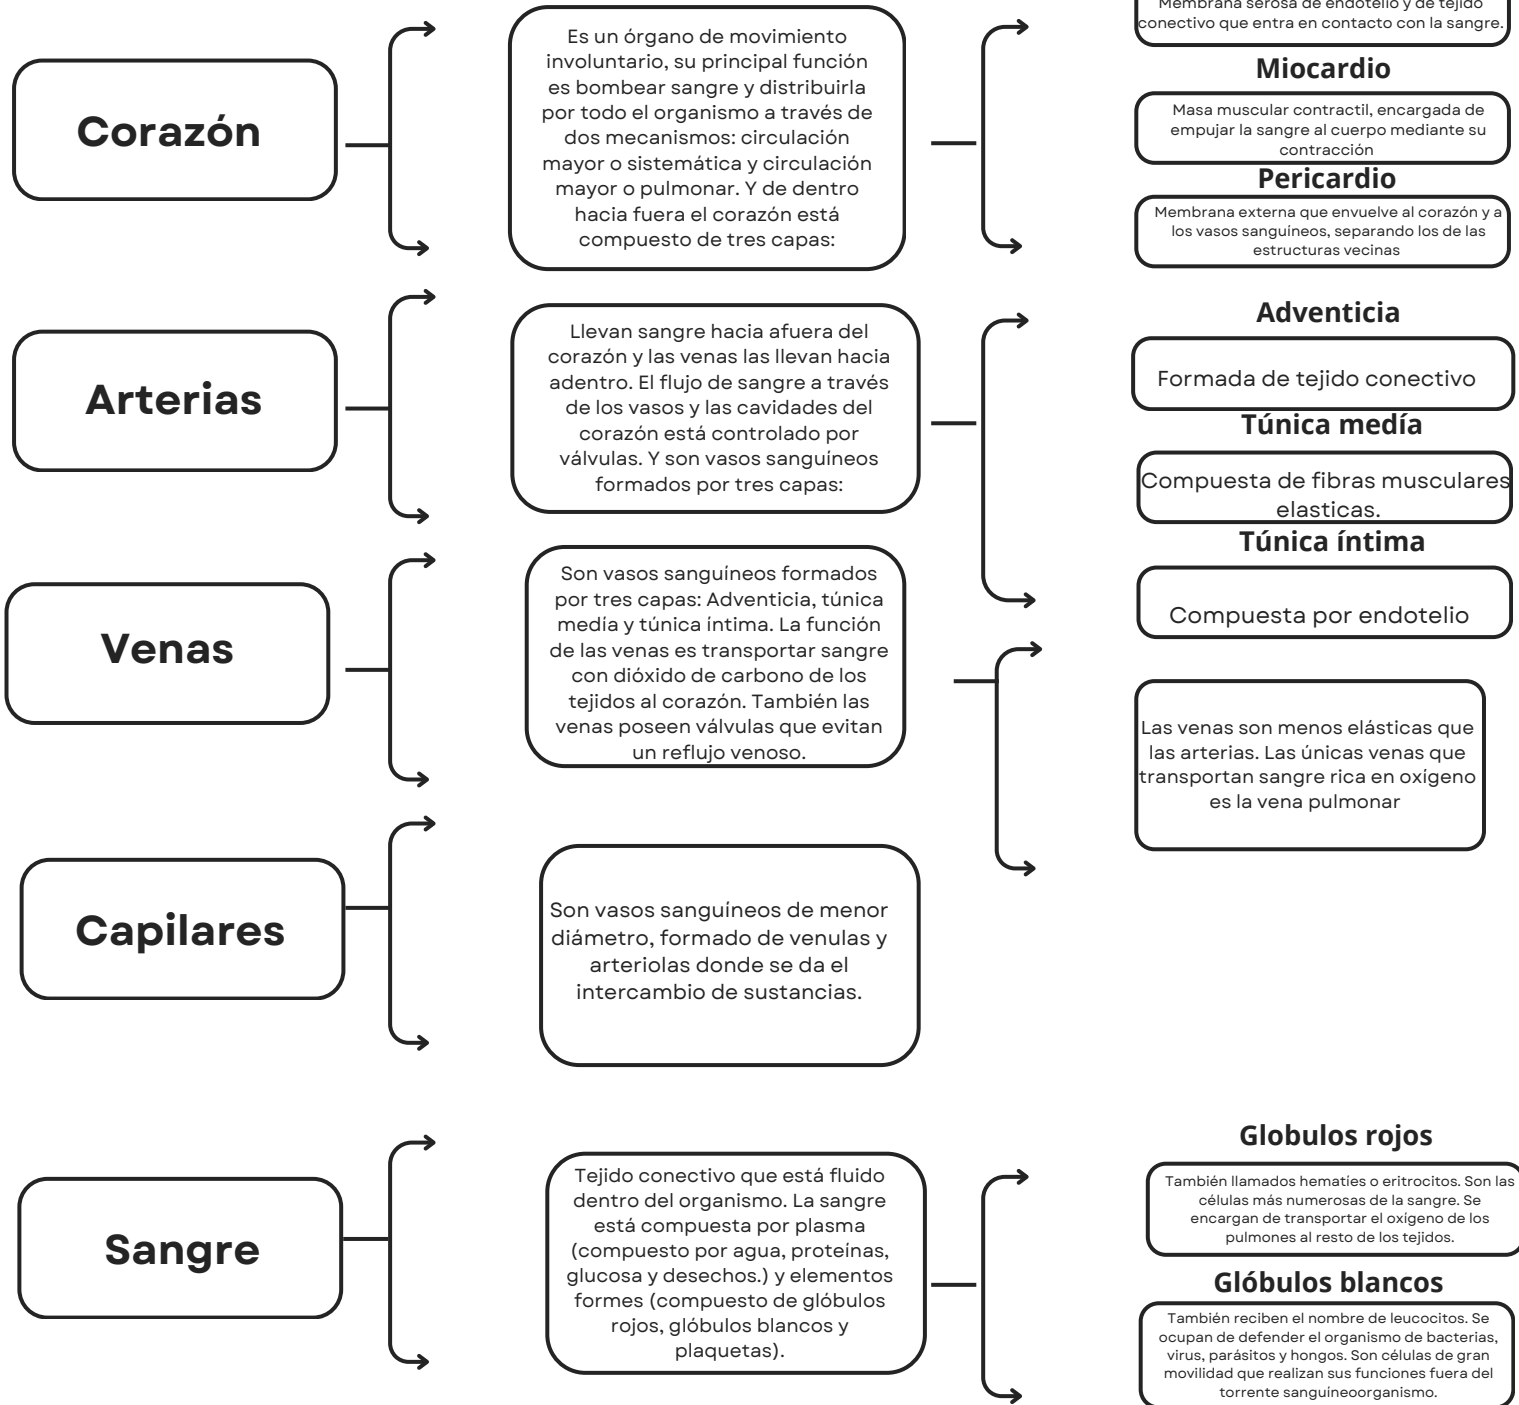 Corazón
Es un órgano de movimiento
involuntario, su principal función
es bombear sangre y distribuirla
por todo el organismo a través de
dos mecanismos: circulación
mayor o sistemática y circulación
mayor o pulmonar. Y de dentro
hacia fuera el corazón está
compuesto de tres capas:
Membrana serosa de endotelio y de tejido
conectivo que entra en contacto con la sangre.
Miocardio
Masa muscular contractil, encargada de
empujar la sangre al cuerpo mediante su
contracción
Pericardio
Membrana externa que envuelve al corazón y a
los vasos sanguíneos, separando los de las
estructuras vecinas
Arterias
Llevan sangre hacia afuera del
corazón y las venas las llevan hacia
adentro. El flujo de sangre a través
de los vasos y las cavidades del
corazón está controlado por
válvulas. Y son vasos sanguíneos
formados por tres capas:
Adventicia
Formada de tejido conectivo
Túnica medía
Compuesta de fibras musculares
elasticas.
Túnica íntima
Compuesta por endotelio
Venas
Son vasos sanguíneos formados
por tres capas: Adventicia, túnica
medía y túnica íntima. La función
de las venas es transportar sangre
con dióxido de carbono de los
tejidos al corazón. También las
venas poseen válvulas que evitan
un reflujo venoso.
Las venas son menos elásticas que
las arterias. Las únicas venas que
transportan sangre rica en oxígeno
es la vena pulmonar
Capilares
Son vasos sanguíneos de menor
diámetro, formado de venulas y
arteriolas donde se da el
intercambio de sustancias.
Sangre
Tejido conectivo que está fluido
dentro del organismo. La sangre
está compuesta por plasma
(compuesto por agua, proteínas,
glucosa y desechos.) y elementos
formes (compuesto de glóbulos
rojos, glóbulos blancos y
plaquetas).
Globulos rojos
También llamados hematíes o eritrocitos. Son las
células más numerosas de la sangre. Se
encargan de transportar el oxígeno de los
pulmones al resto de los tejidos.
Glóbulos blancos
También reciben el nombre de leucocitos. Se
ocupan de defender el organismo de bacterias,
virus, parásitos y hongos. Son células de gran
movilidad que realizan sus funciones fuera del
torrente sanguíneoorganismo.